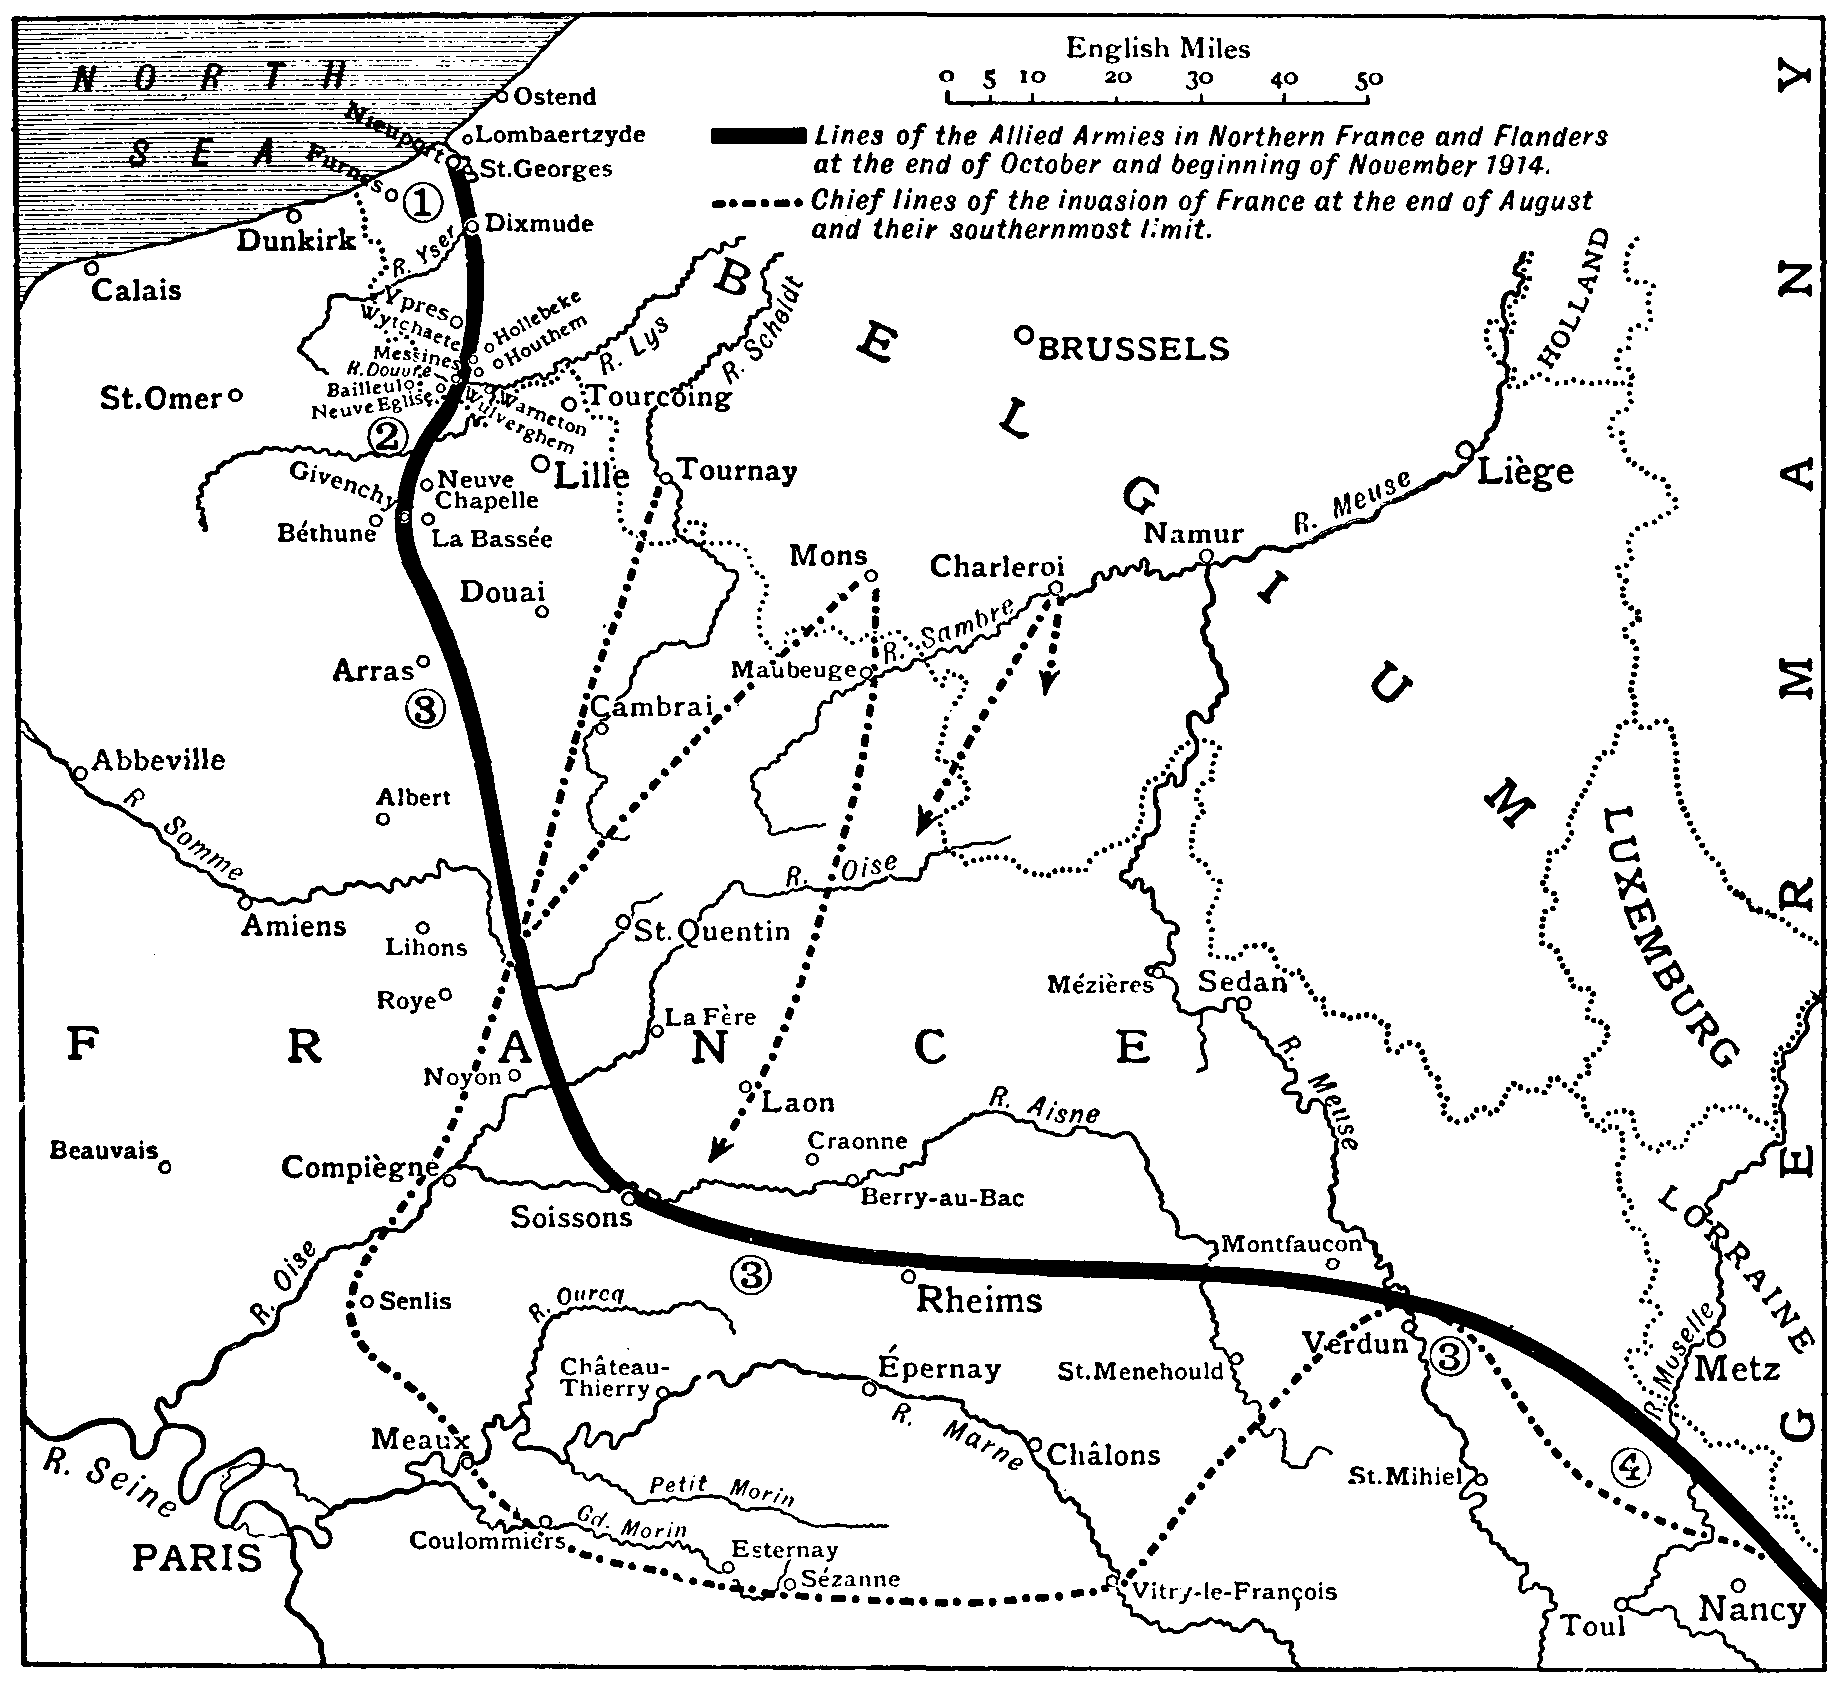 English Miles
0 5 10 20 30 40 50
Lines of the Allied Armies in Northern France and Flanders
at the end of October and beginning of November 1914.
Chief lines of the invasion of France at the end of August
and their southernmost limit.
NORTH
SEA
Ostend
Nieuport
Lombaertzyde
Furnes
St.Georges
1
Dixmude
Dunkirk
R. Yser
Calais
Ypres
Wytchaete
Hollebeke
Houthem
Messines
R. Douvre
Bailleul
Neuve Eglise
Warneton
Wulverghem
R. Lys
R. Scheldt
BELGIUM
BRUSSELS
HOLLAND
GERMANY
St.Omer
Tourcoing
2
Lille
Tournay
Givenchy
Neuve
Chapelle
Béthune
La Bassée
Liège
R. Meuse
Namur
Mons
Charleroi
Douai
R. Sambre
Maubeuge
Arras
3
Cambrai
Abbeville
R Somme
Albert
LUXEMBURG
R. Oise
Amiens
Lihons
St. Quentin
Mézières
Sedan
Roye
La Fère
FRANCE
R. Meuse
Noyon
Laon
R. Aisne
Craonne
Beauvais
Compiègne
Berry-au-Bac
Soissons
LORRAINE
Montfaucon
R. Oise
3
Senlis
R. Ourcq
Rheims
Verdun
3
R. Muselle
Metz
Château-
Thierry
Épernay
St.Menehould
R. Marne
Meaux
Châlons
St.Mihiel
4
R. Seine
Petit Morin
Gd. Morin
Coulommiers
PARIS
Esternay
Sézanne
Vitry-le-François
Toul
Nancy